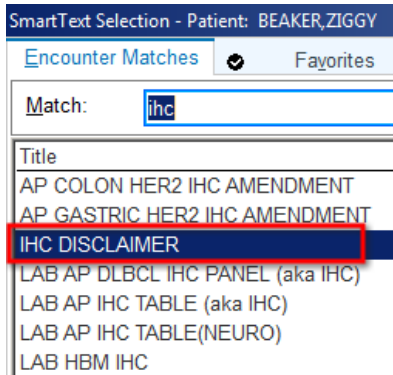 SmartText Selection - Patient: BEAKER,ZIGGY
Encounter Matches Favorites
Match: ihc
Title
AP COLON HER2 IHC AMENDMENT
AP GASTRIC HER2 IHC AMENDMENT
IHC DISCLAIMER
LAB AP DLBCL IHC PANEL (aka IHC)
LAB AP IHC TABLE (aka IHC)
LAB AP IHC TABLE(NEURO)
LAB HBM IHC